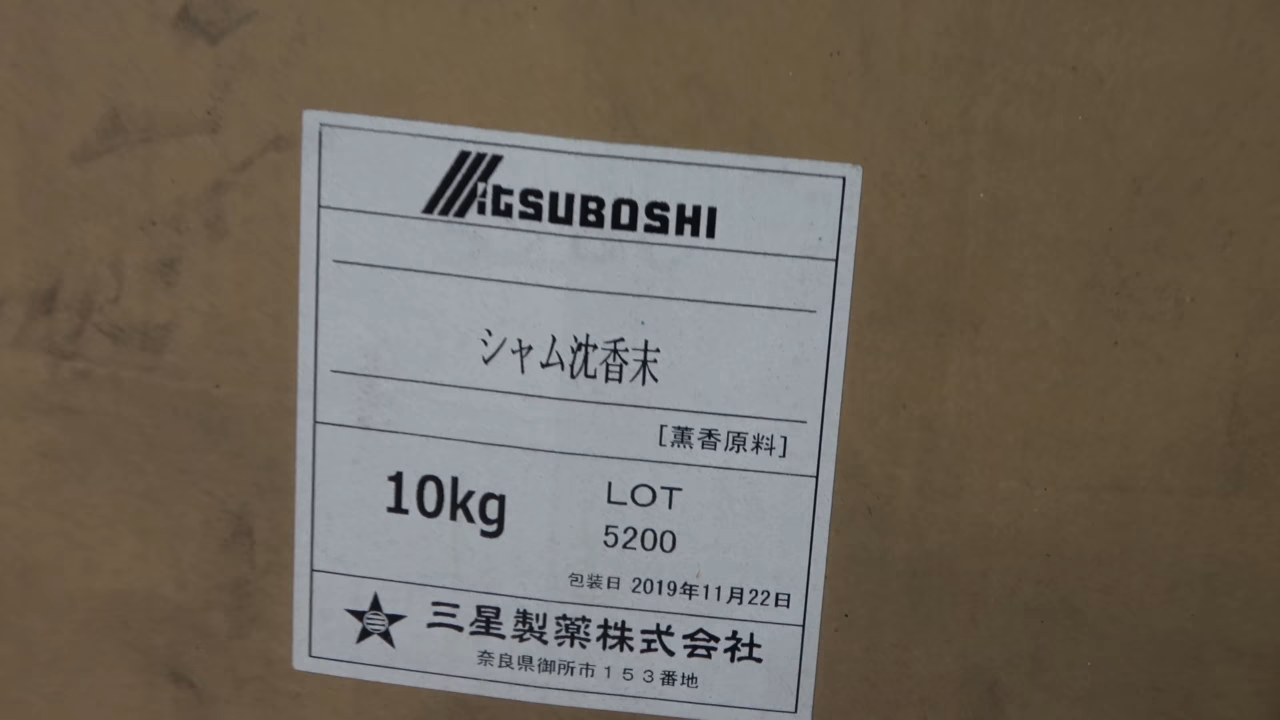 MitSUBOSHI
シャム沈香末
[薫香原料]
10kg
LOT
5200
包装日 2019年11月22日
三星製薬株式会社
奈良県御所市153番地